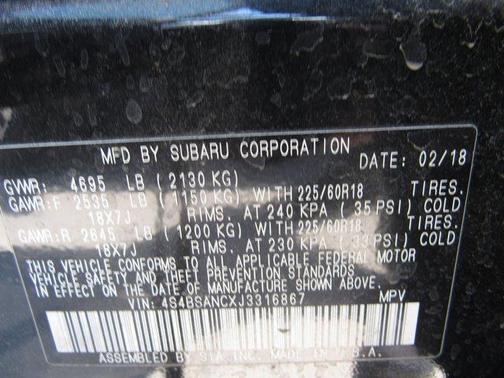 MFD BY SUBARU CORPORATION DATE: 02/18
GVWR: 4695 LB (2130 KG)
GAWR:F 2535 LB (1150 KG) WITH 225/60R18 TIRES.
18X7J RIMS. AT 240 KPA (35 PSI) COLD
GAWR:R 2645 LB (1200 KG) WITH 225/60R18 TIRES.
18X7J RIMS. AT 230 KPA (33 PSI) COLD
THIS VEHICLE CONFORMS TO ALL APPLICABLE FEDERAL MOTOR
VEHICLE SAFETY AND THEFT PREVENTION STANDARDS
IN EFFECT ON THE DATE OF MANUFACTURE SHOWN ABOVE.
VIN: 4S4BSANCXJ3316867 MPV
ASSEMBLED BY SIA, INC. MADE IN U.S.A.